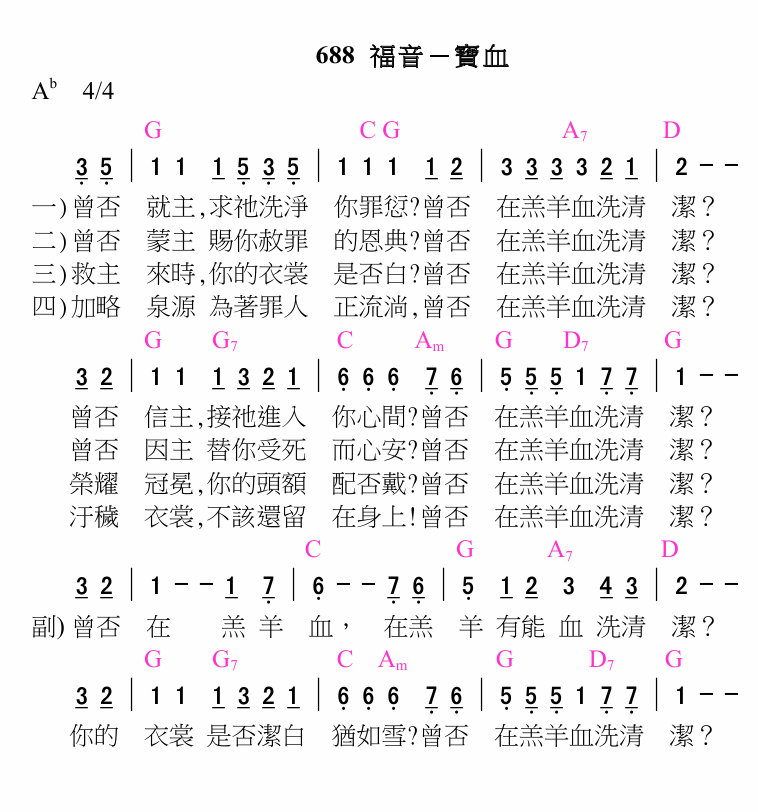 688 福音－寶血
A♭ 4/4
G C G A7 D
3 5 | 1 1 1 5 3 5 | 1 1 1 1 2 | 3 3 3 3 2 1 | 2 - -
一)曾否 就主,求祂洗淨 你罪愆?曾否 在羔羊血洗清 潔？
二)曾否 蒙主 賜你赦罪 的恩典?曾否 在羔羊血洗清 潔？
三)救主 來時,你的衣裳 是否白?曾否 在羔羊血洗清 潔？
四)加略 泉源 為著罪人 正流淌,曾否 在羔羊血洗清 潔？
G G7 C Am G D7 G
3 2 | 1 1 1 3 2 1 | 6 6 6 7 6 | 5 5 5 1 7 7 | 1 - -
曾否 信主,接祂進入 你心間?曾否 在羔羊血洗清 潔？
曾否 因主 替你受死 而心安?曾否 在羔羊血洗清 潔？
榮耀 冠冕,你的頭額 配否戴?曾否 在羔羊血洗清 潔？
汙穢 衣裳,不該還留 在身上!曾否 在羔羊血洗清 潔？
C G A7 D
3 2 | 1 - - 1 7 | 6 - - 7 6 | 5 1 2 3 4 3 | 2 - -
副)曾否 在 羔 羊 血， 在羔 羊 有能 血 洗清 潔？
G G7 C Am G D7 G
3 2 | 1 1 1 3 2 1 | 6 6 6 7 6 | 5 5 5 1 7 7 | 1 - -
你的 衣裳 是否潔白 猶如雪?曾否 在羔羊血洗清 潔？